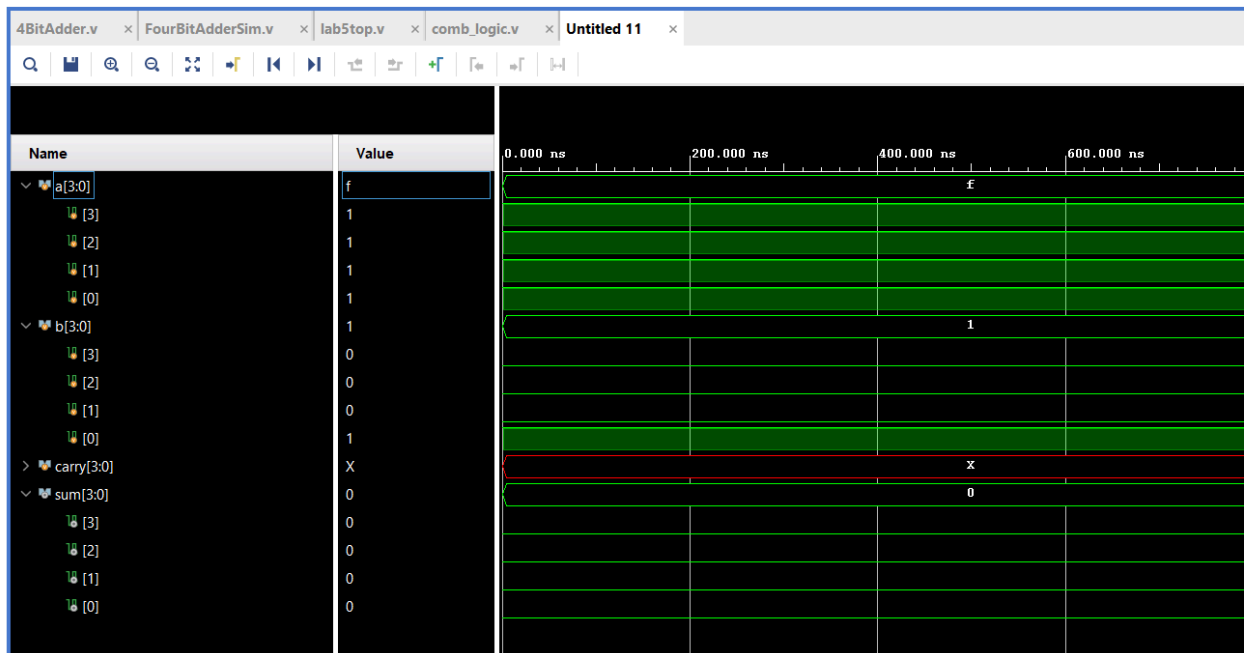 4BitAdder.v × FourBitAdderSim.v × lab5top.v × comb_logic.v × Untitled 11 ×
Name Value 0.000 ns 200.000 ns 400.000 ns 600.000 ns
a[3:0] f f
[3] 1
[2] 1
[1] 1
[0] 1
b[3:0] 1 1
[3] 0
[2] 0
[1] 0
[0] 1
carry[3:0] X X
sum[3:0] 0 0
[3] 0
[2] 0
[1] 0
[0] 0